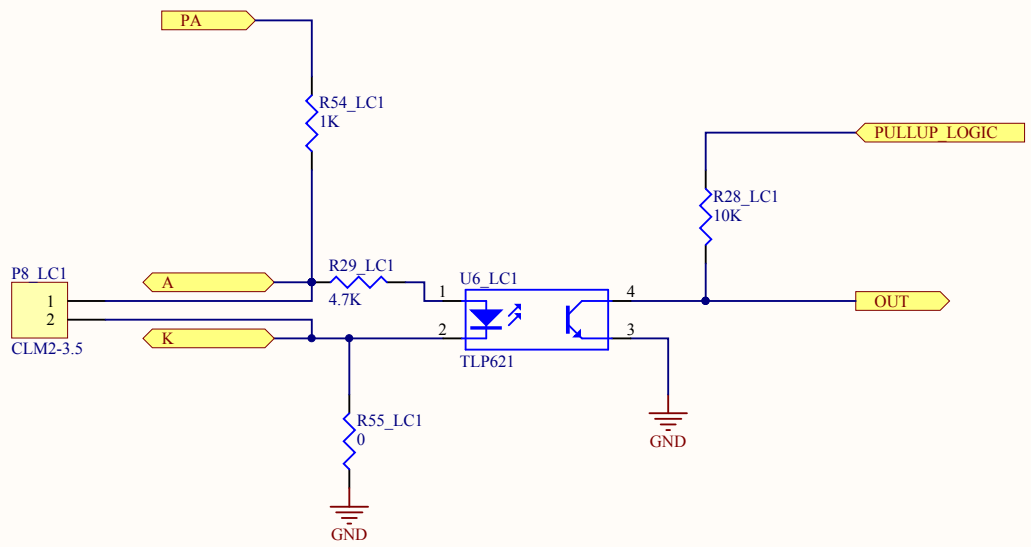 PA
R54_LC1
1K
PULLUP_LOGIC
R28_LC1
10K
P8_LC1
1
2
CLM2-3.5
A
K
R29_LC1
4.7K
U6_LC1
1
2
4
3
TLP621
OUT
R55_LC1
0
GND
GND